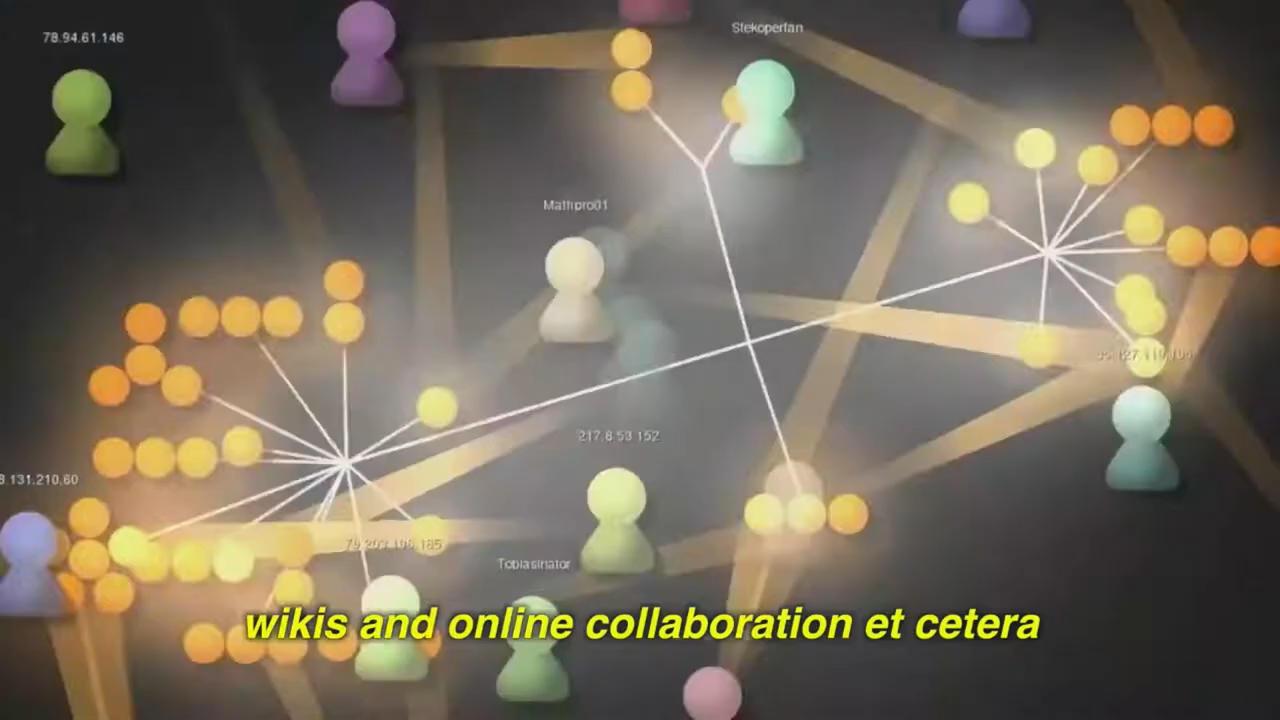 Stekoperfan
78.94.61.146
Mathpro01
217.6.53.152
8.131.210.60
Tobiasinator
wikis and online collaboration et cetera